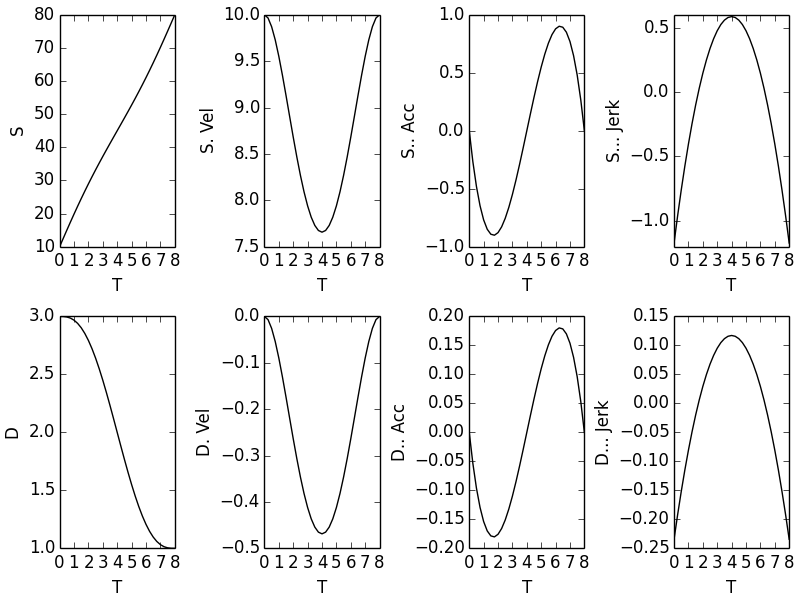 80
70
60
50
40
30
20
10
S
0 1 2 3 4 5 6 7 8
T
10.0
9.5
9.0
8.5
8.0
7.5
S. Vel
0 1 2 3 4 5 6 7 8
T
1.0
0.5
0.0
−0.5
−1.0
S.. Acc
0 1 2 3 4 5 6 7 8
T
0.5
0.0
−0.5
−1.0
S... Jerk
0 1 2 3 4 5 6 7 8
T
3.0
2.5
2.0
1.5
1.0
D
0 1 2 3 4 5 6 7 8
T
0.0
−0.1
−0.2
−0.3
−0.4
−0.5
D. Vel
0 1 2 3 4 5 6 7 8
T
0.20
0.15
0.10
0.05
0.00
−0.05
−0.10
−0.15
−0.20
D.. Acc
0 1 2 3 4 5 6 7 8
T
0.15
0.10
0.05
0.00
−0.05
−0.10
−0.15
−0.20
−0.25
D... Jerk
0 1 2 3 4 5 6 7 8
T